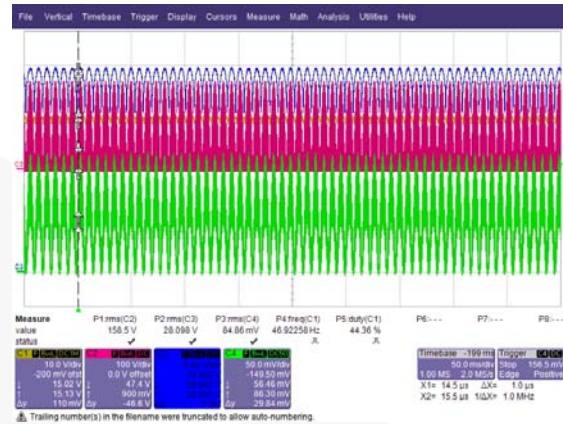 File Vertical Timebase Trigger Display Cursors Measure Math Analysis Utilities Help
Measure P1:rms(C2) P2:rms(C3) P3:rms(C4) P4:freq(C1) P5:duty(C1) P6:--- P7:--- P8:---
value 158.5 V 28.098 V 84.86 mV 46.92258 Hz 44.36 %
status
C1 C2 C4 Timebase -199 ms Trigger
10.0 V/div 100 V/div 50.0 mV/div 50.0 ms/div Stop 156.5 mV
-200 mV ofst 0.0 V offset -149.50 mV 1.00 MS 2.0 MS/s Edge Positive
15.02 V 47.4 V 56.46 mV X1= 14.5 µs ΔX= 1.0 µs
15.13 V 900 mV 86.30 mV X2= 15.5 µs 1/ΔX= 1.0 MHz
Δy 110 mV Δy -46.6 V Δy 29.84 mV
Trailing number(s) in the filename were truncated to allow auto-numbering.